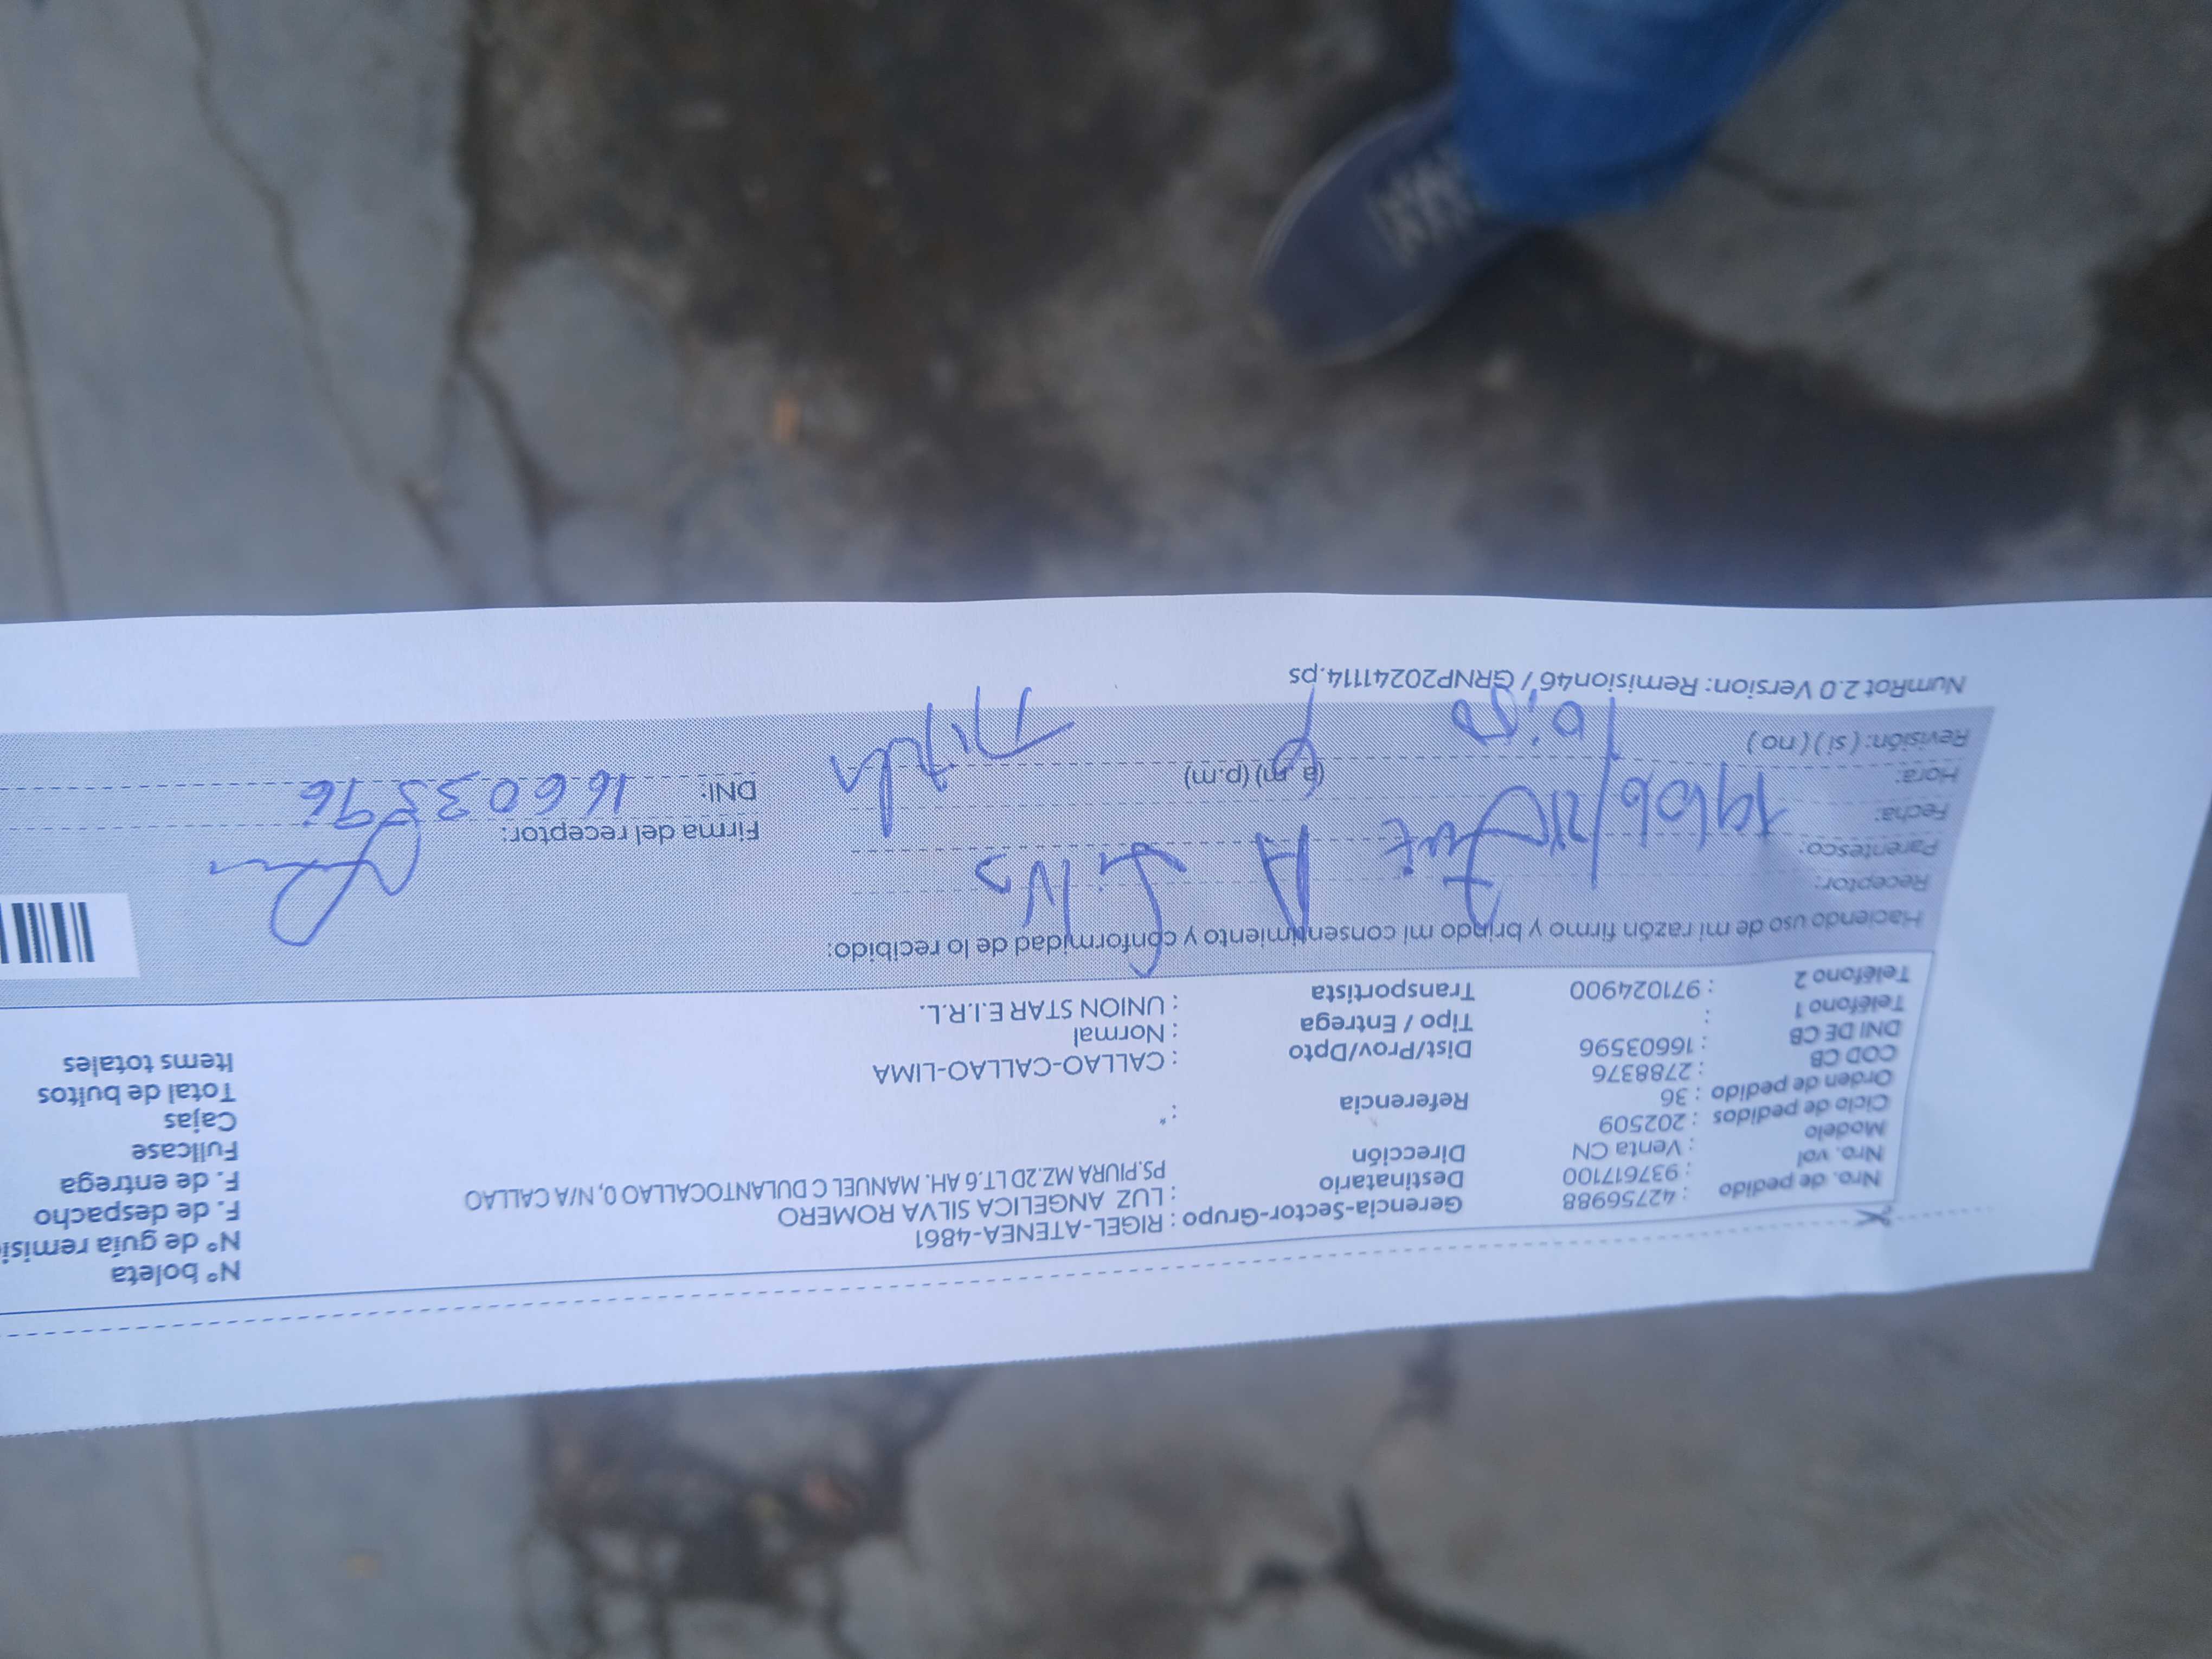 Nro. de pedido : 42756988 Gerencia-Sector-Grupo : RIGEL-ATENEA-4861 N° boleta
Nro. vol : 937617100 Destinatario : LUZ ANGELICA SILVA ROMERO N° de guía remisi
Modelo : Venta CN Dirección PS.PIURA MZ.2D LT.6 AH. MANUEL C DULANTOCALLAO 0, N/A CALLAO F. de despacho
Ciclo de pedidos : 202509 F. de entrega
Orden de pedido : 36 Referencia : * Fullcase
COD CB : 2788376 Cajas
DNI DE CB : 16603596 Dist/Prov/Dpto : CALLAO-CALLAO-LIMA Total de bultos
Teléfono 1 : Tipo / Entrega : Normal Items totales
Teléfono 2 : 971024900 Transportista : UNION STAR E.I.R.L.
Haciendo uso de mi razón firmo y brindo mi consentimiento y conformidad de lo recibido:
Receptor: A
Parentesco: Firma del receptor:
Fecha:
Hora: (a.m) (p.m) DNI: 16603596
Revisión: ( si ) ( no )
NumRot 2.0 Version: Remision46 / GRNP20241114.ps